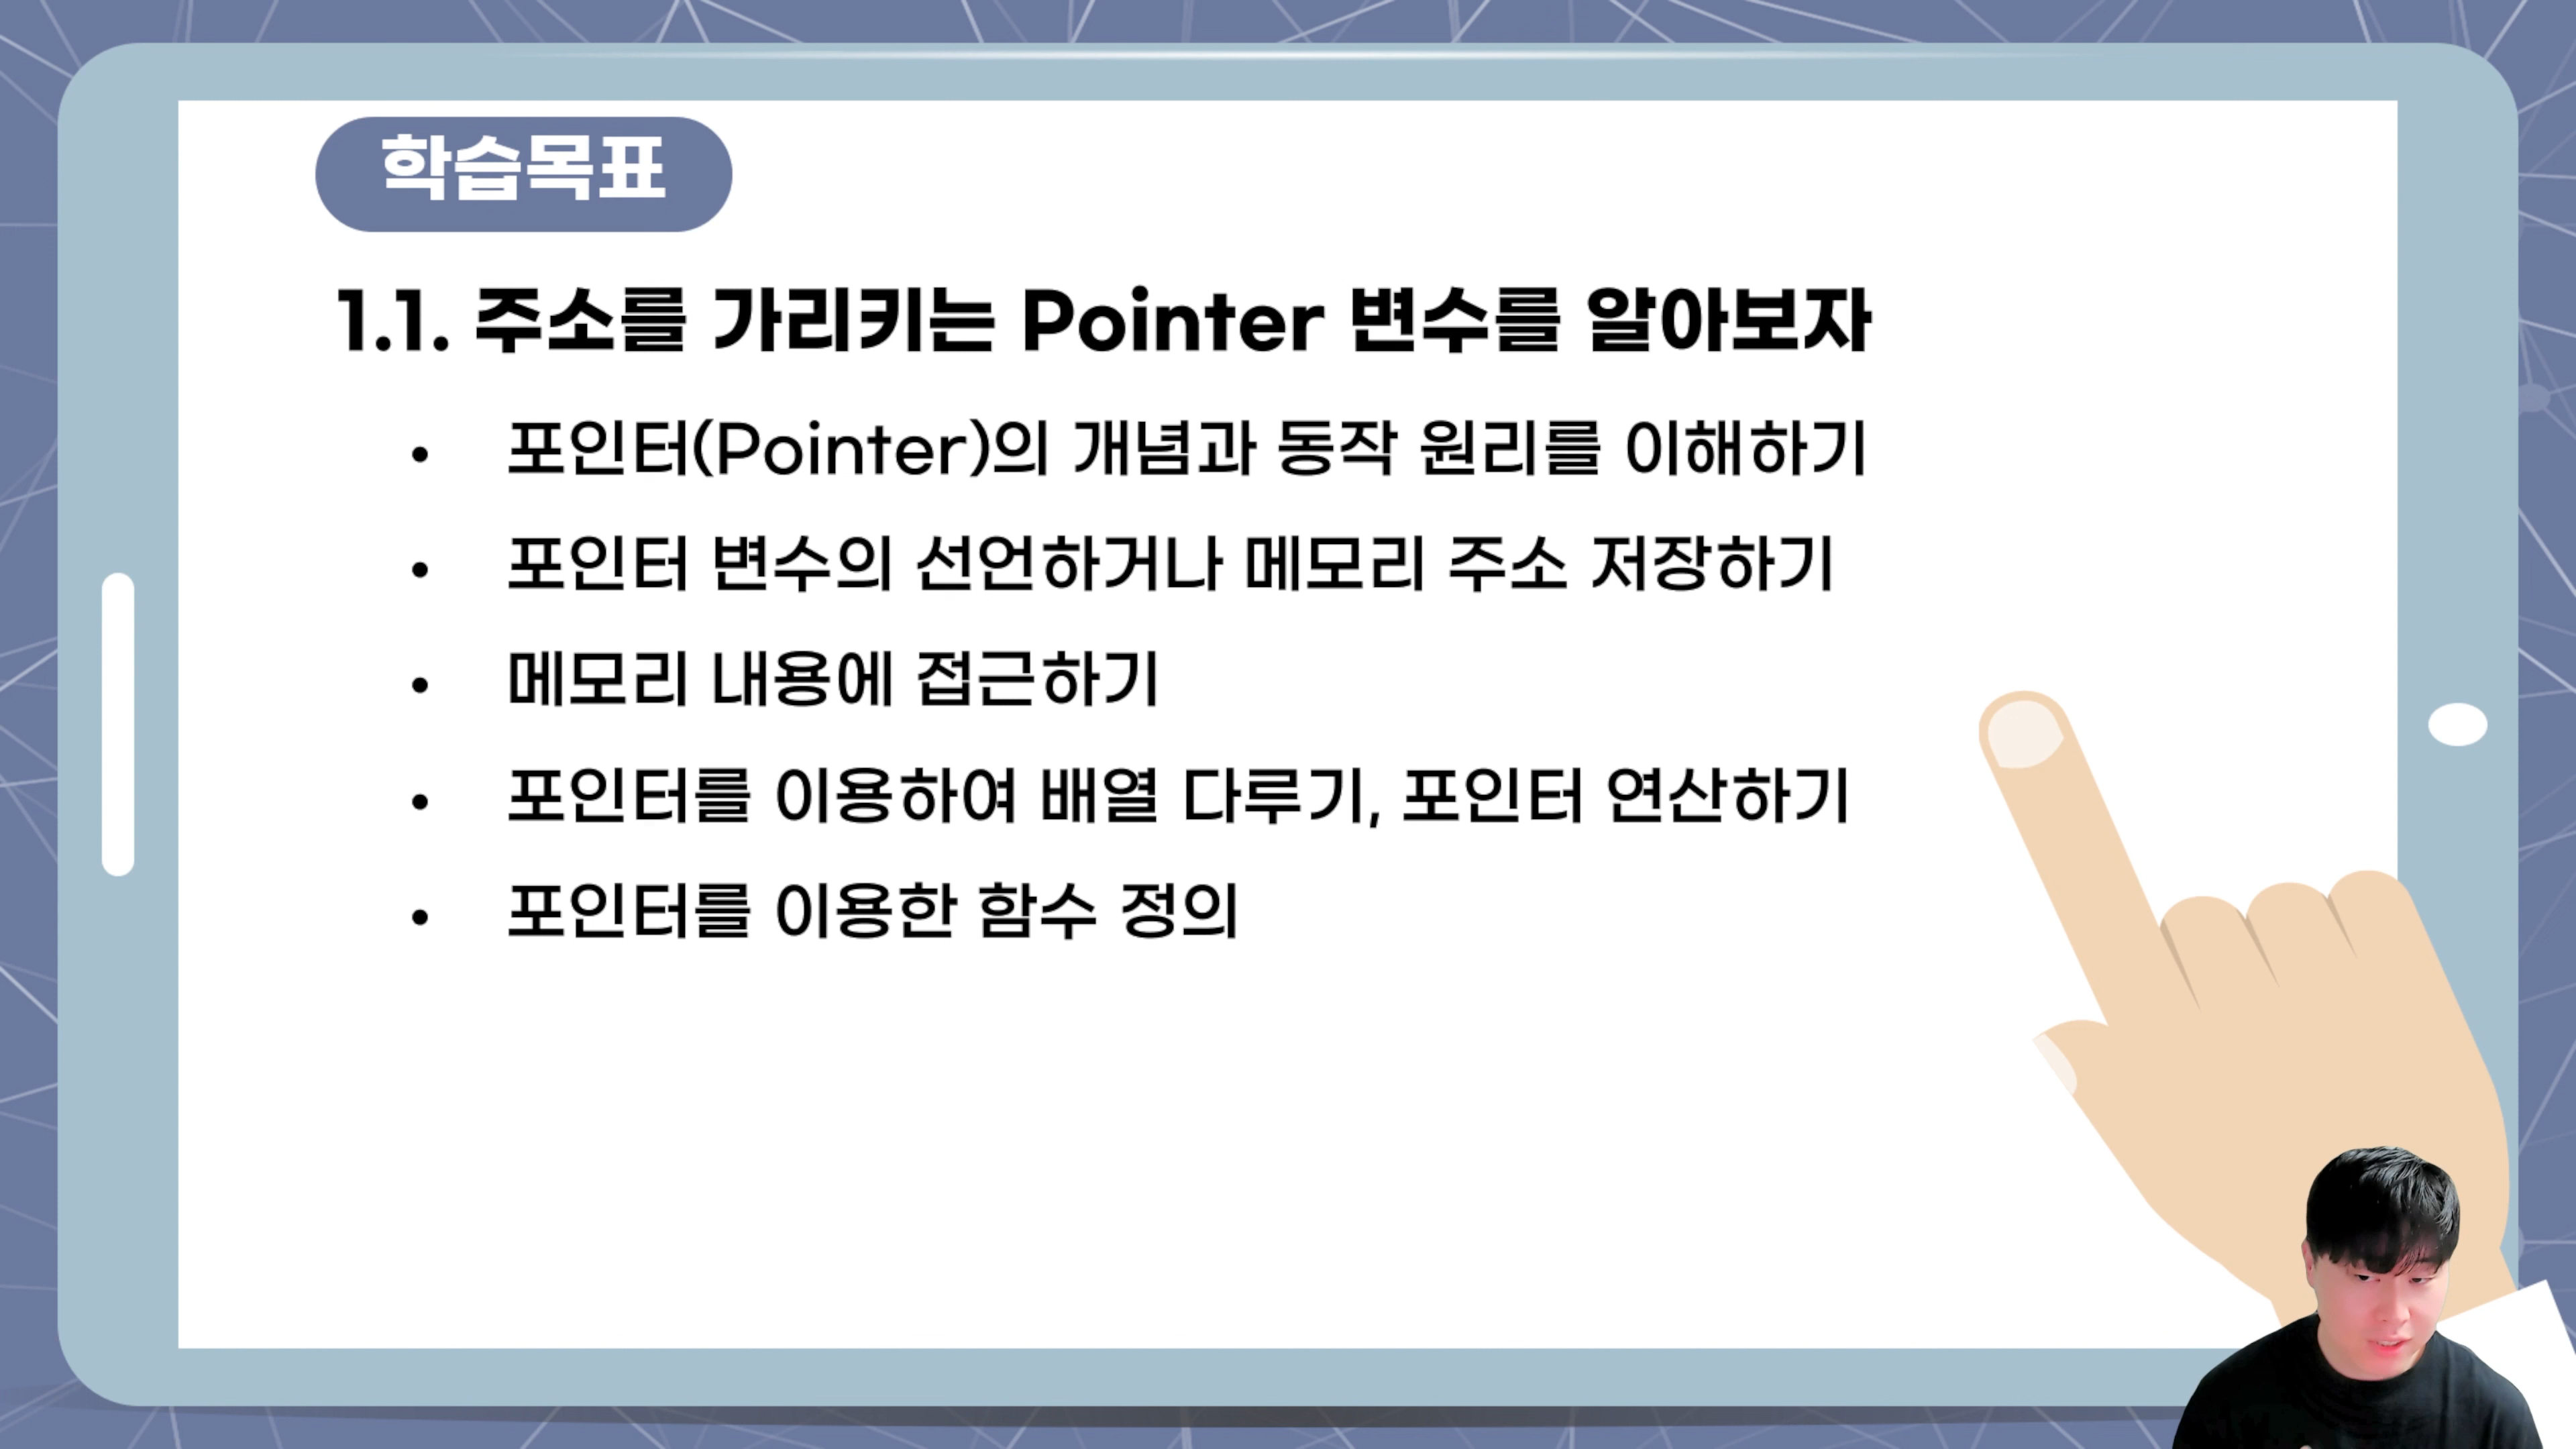 학습목표
1.1. 주소를 가리키는 Pointer 변수를 알아보자
• 포인터(Pointer)의 개념과 동작 원리를 이해하기
• 포인터 변수의 선언하거나 메모리 주소 저장하기
• 메모리 내용에 접근하기
• 포인터를 이용하여 배열 다루기, 포인터 연산하기
• 포인터를 이용한 함수 정의